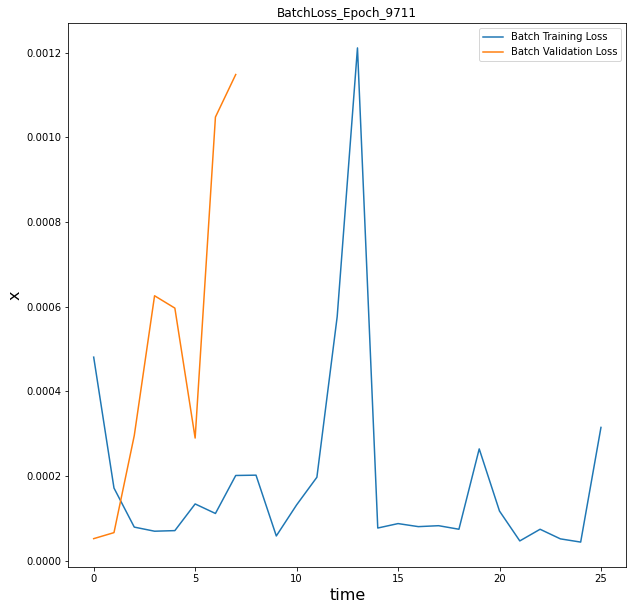 BatchLoss_Epoch_9711
Batch Training Loss
Batch Validation Loss
0.0012
0.0010
0.0008
0.0006
0.0004
0.0002
0.0000
x
0
5
10
15
20
25
time